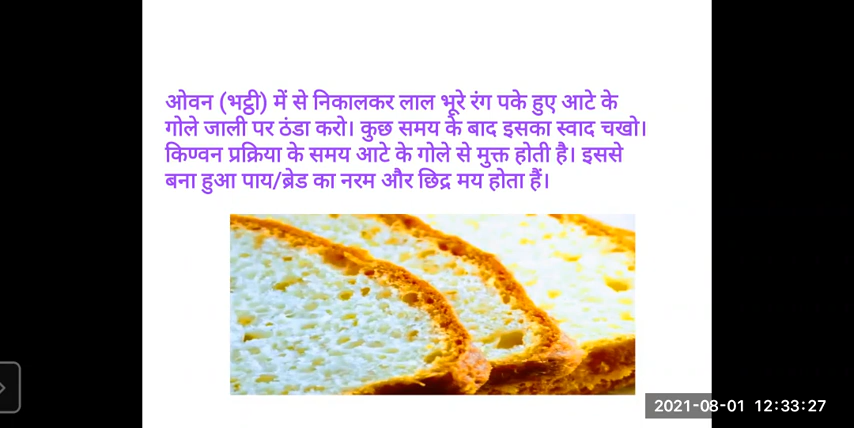 ओवन (भट्टी) में से निकालकर लाल भूरे रंग पके हुए आटे के
गोले जाली पर ठंडा करो। कुछ समय के बाद इसका स्वाद चखो।
किण्वन प्रक्रिया के समय आटे के गोले से मुक्त होती है। इससे
बना हुआ पाय/ब्रेड का नरम और छिद्र मय होता हैं।
2021-08-01 12:33:27